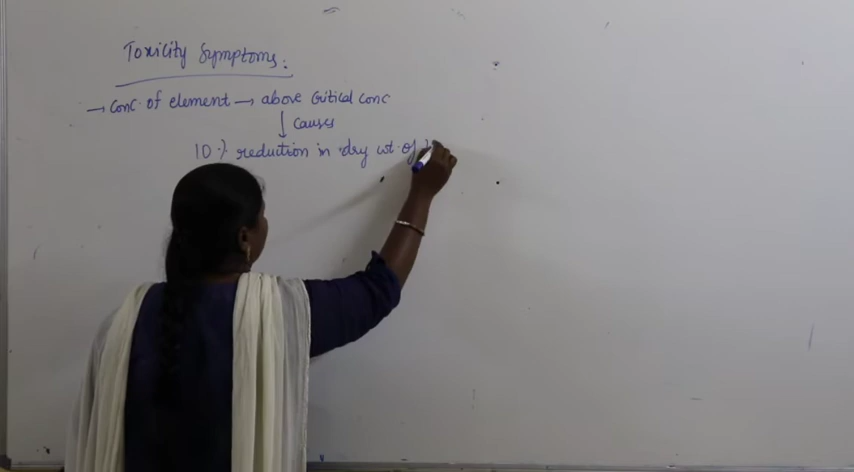 Toxicity Symptoms:
→ Conc. of element → above Critical conc
↓ causes
10 % reduction in dry wt. of